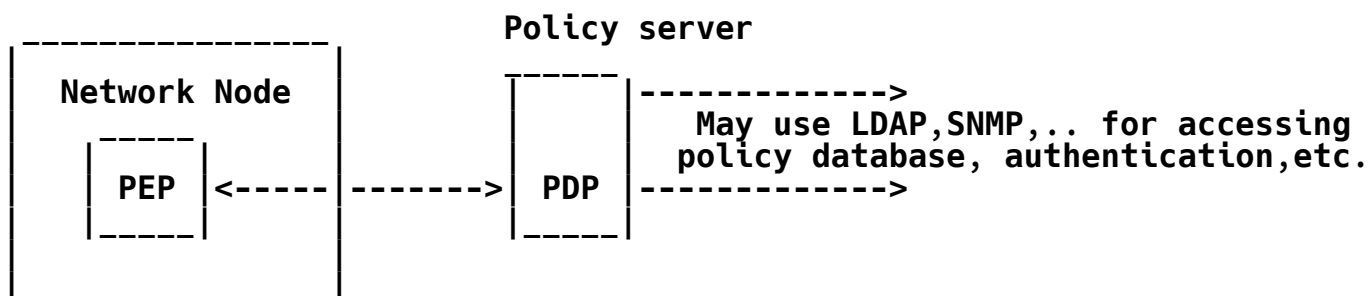 Policy server
Network Node
May use LDAP,SNMP,.. for accessing
policy database, authentication,etc.
PEP
PDP